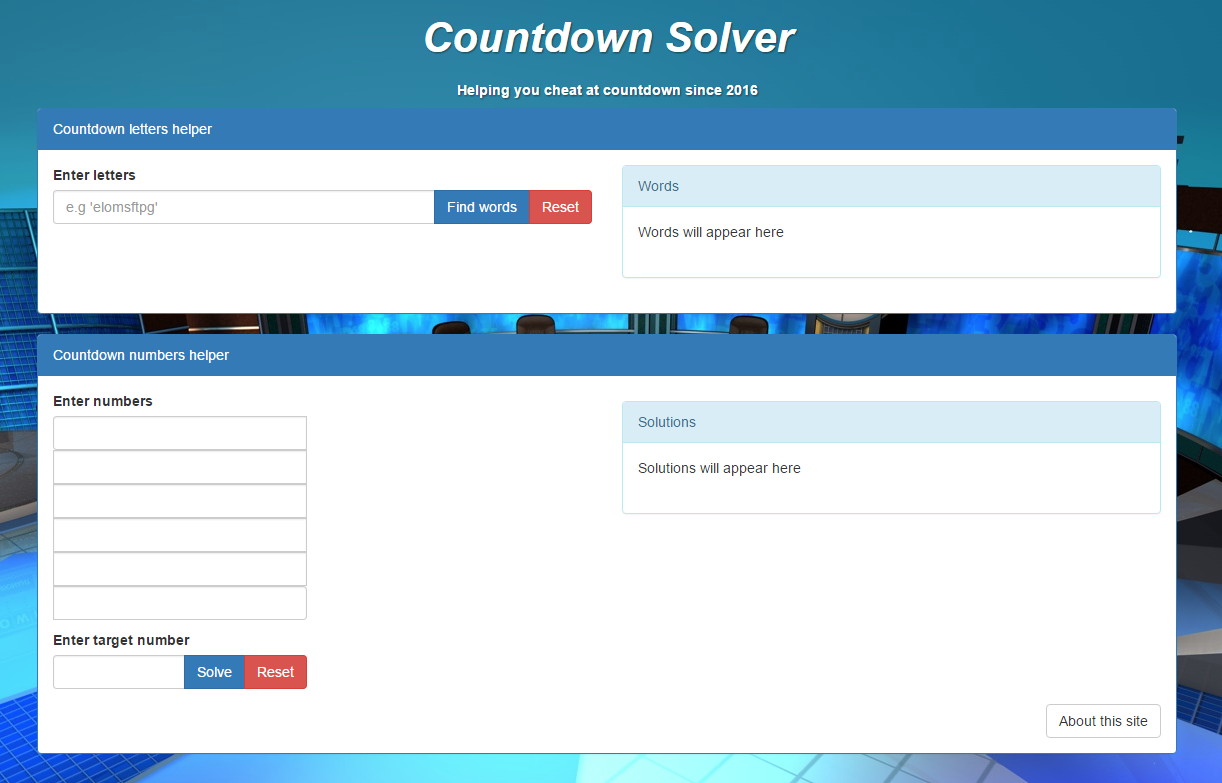 Countdown Solver
Helping you cheat at countdown since 2016
Countdown letters helper
Enter letters
e.g 'elomsftpg'
Find words
Reset
Words
Words will appear here
Countdown numbers helper
Enter numbers
Solutions
Solutions will appear here
Enter target number
Solve
Reset
About this site